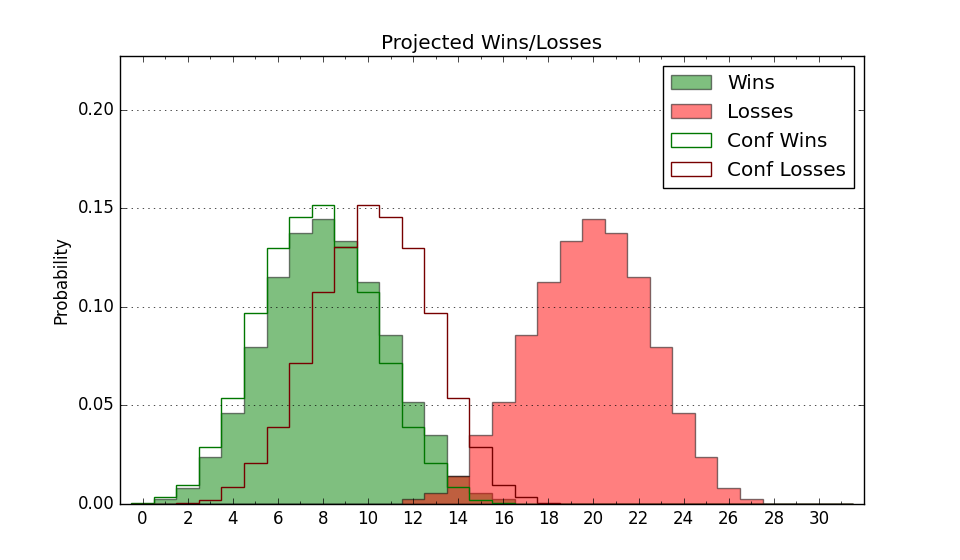 Projected Wins/Losses
Wins
Losses
Conf Wins
Conf Losses
Probability
0.20
0.15
0.10
0.05
0.00
0 2 4 6 8 10 12 14 16 18 20 22 24 26 28 30